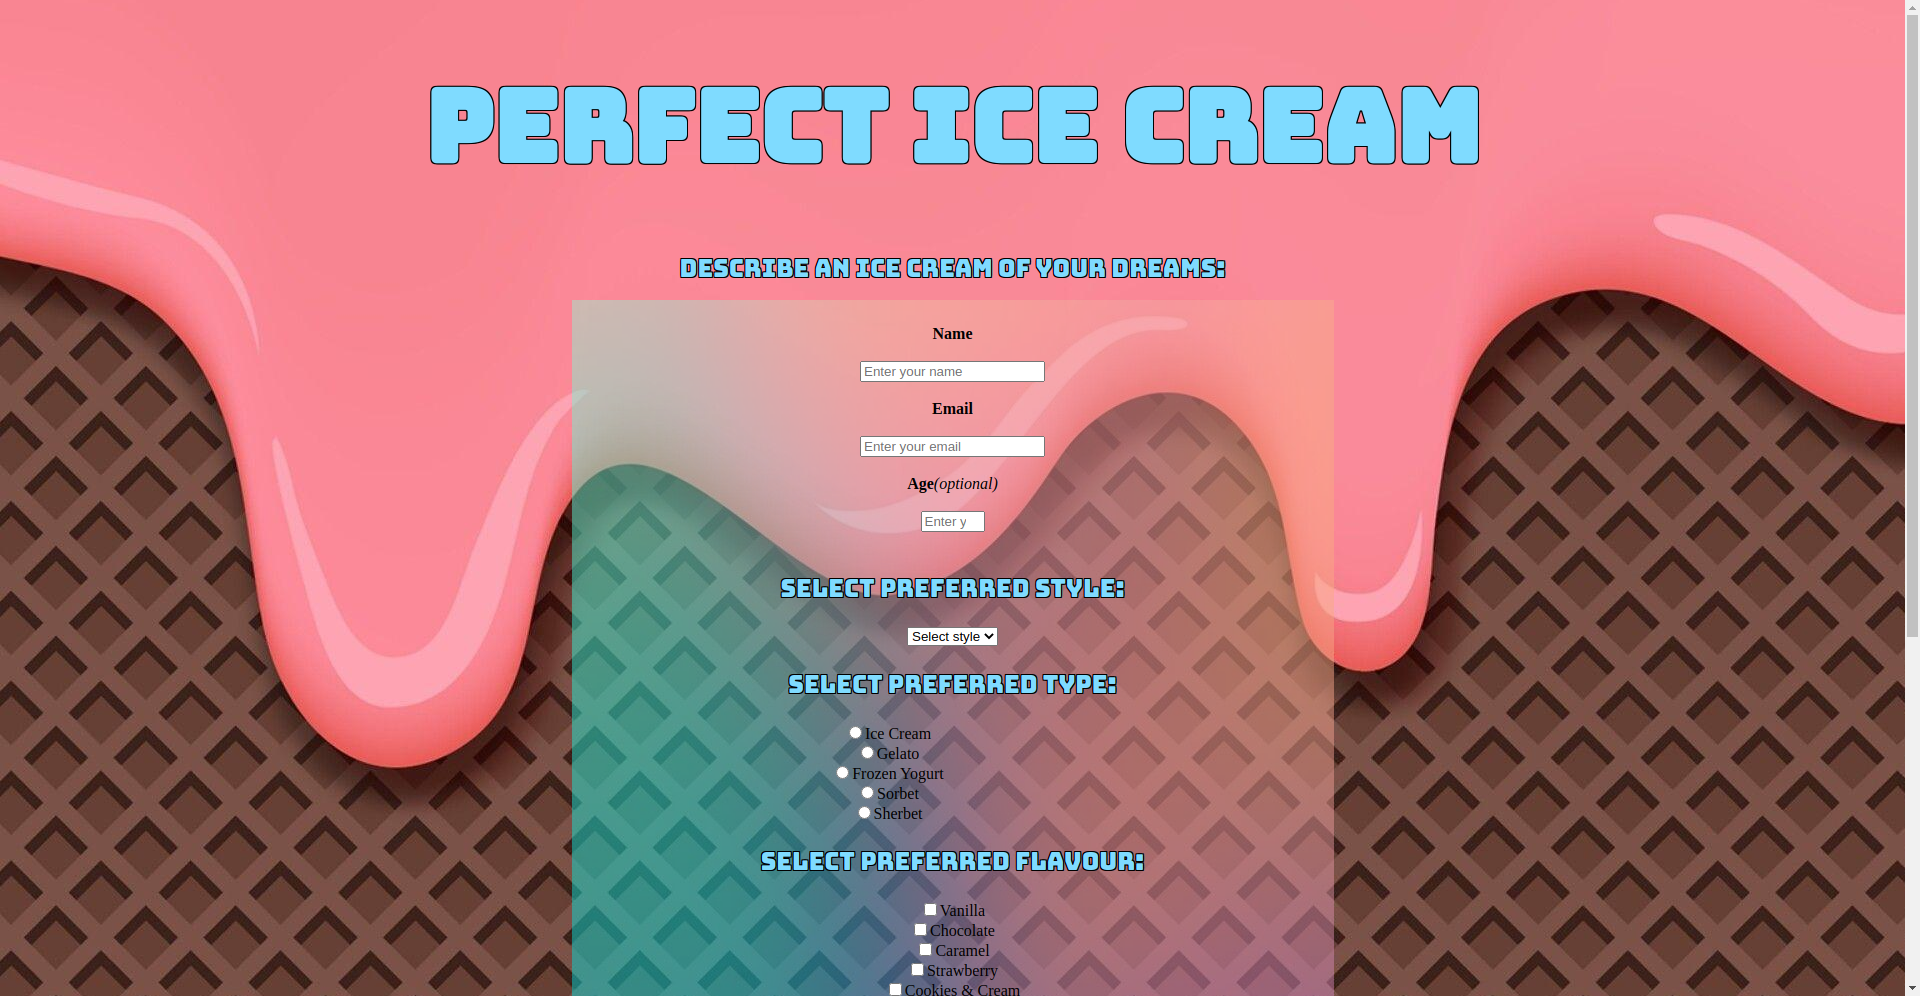 PERFECT ICE CREAM
DESCRIBE AN ICE CREAM OF YOUR DREAMS:
Name
Enter your name
Email
Enter your email
Age(optional)
Enter y
SELECT PREFERRED STYLE:
Select style
SELECT PREFERRED TYPE:
Ice Cream
Gelato
Frozen Yogurt
Sorbet
Sherbet
SELECT PREFERRED FLAVOUR:
Vanilla
Chocolate
Caramel
Strawberry
Cookies & Cream